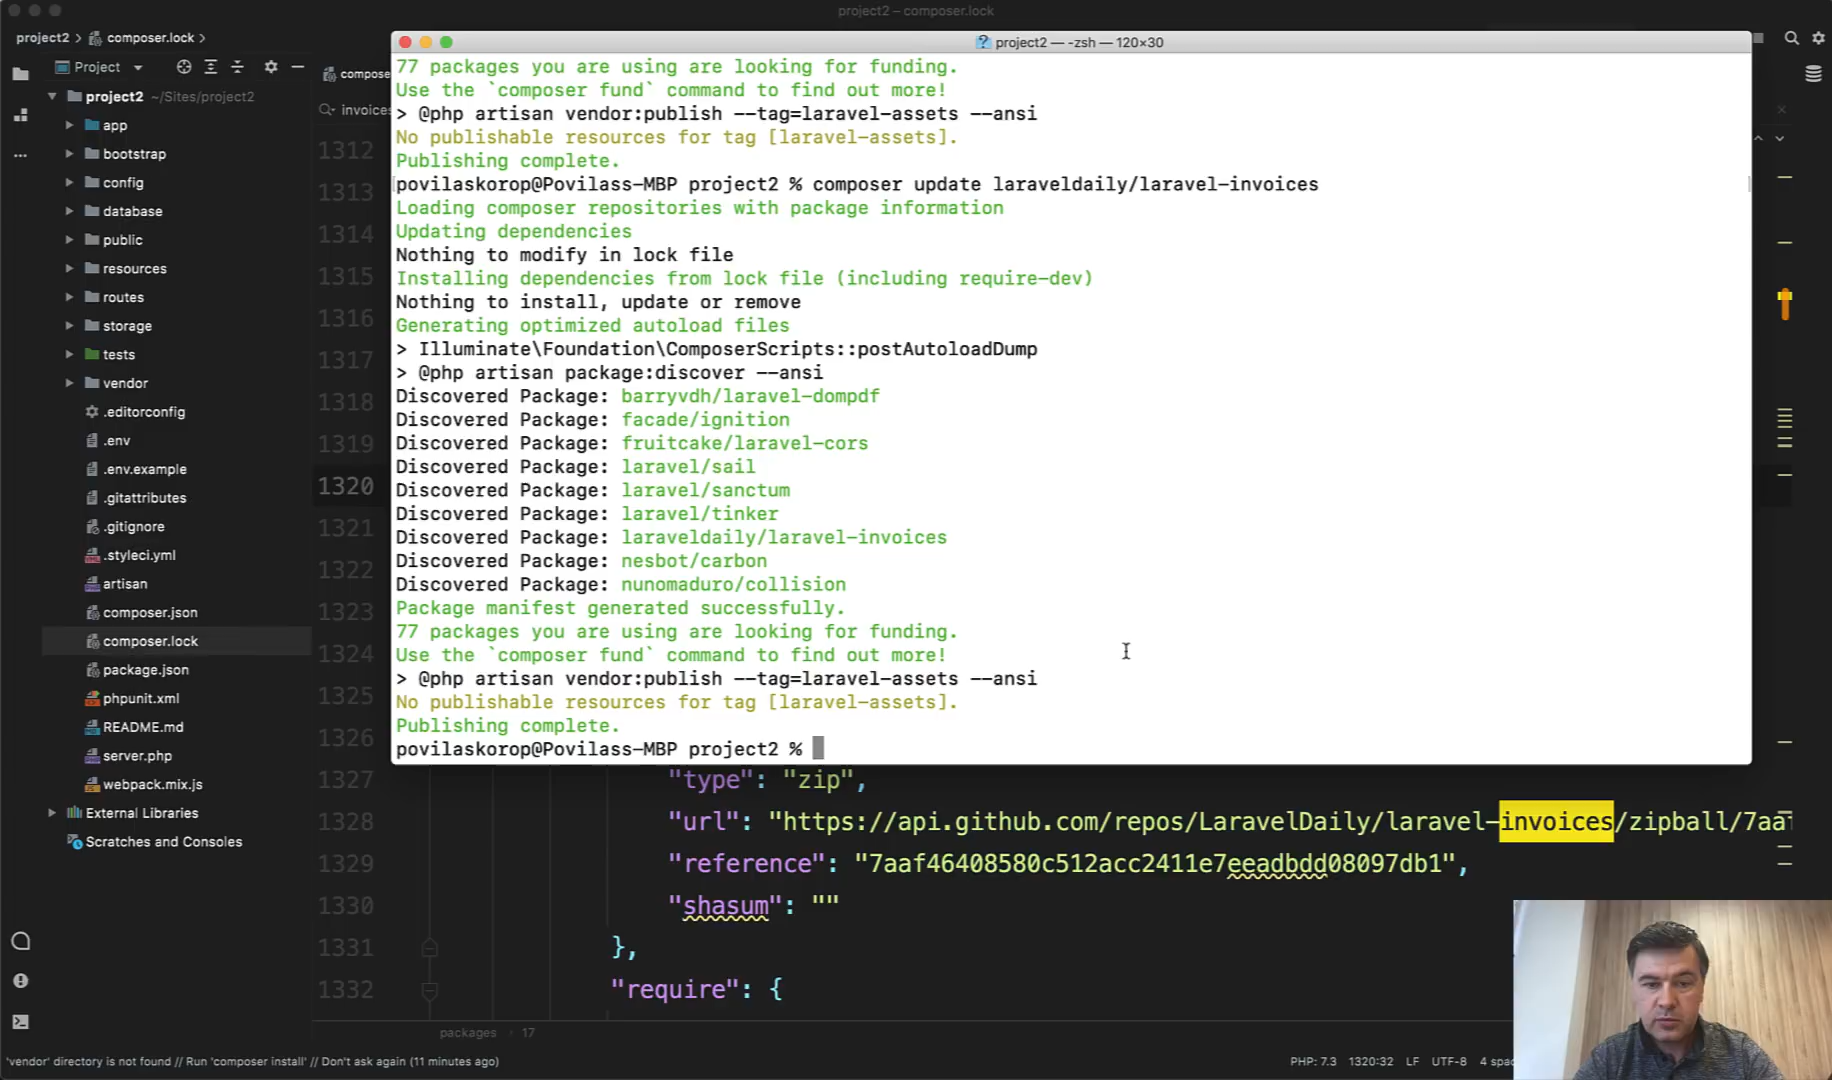 project2 – composer.lock
project2 > composer.lock >
Project
composer
project2 ~/Sites/project2
invoices
app
bootstrap
config
database
public
resources
routes
storage
tests
vendor
.editorconfig
.env
.env.example
.gitattributes
.gitignore
.styleci.yml
artisan
composer.json
composer.lock
package.json
phpunit.xml
README.md
server.php
webpack.mix.js
External Libraries
Scratches and Consoles
1312
1313
1314
1315
1316
1317
1318
1319
1320
1321
1322
1323
1324
1325
1326
project2 — -zsh — 120×30
77 packages you are using are looking for funding.
Use the `composer fund` command to find out more!
> @php artisan vendor:publish --tag=laravel-assets --ansi
No publishable resources for tag [laravel-assets].
Publishing complete.
povilaskorop@Povilass-MBP project2 % composer update laraveldaily/laravel-invoices
Loading composer repositories with package information
Updating dependencies
Nothing to modify in lock file
Installing dependencies from lock file (including require-dev)
Nothing to install, update or remove
Generating optimized autoload files
> Illuminate\Foundation\ComposerScripts::postAutoloadDump
> @php artisan package:discover --ansi
Discovered Package: barryvdh/laravel-dompdf
Discovered Package: facade/ignition
Discovered Package: fruitcake/laravel-cors
Discovered Package: laravel/sail
Discovered Package: laravel/sanctum
Discovered Package: laravel/tinker
Discovered Package: laraveldaily/laravel-invoices
Discovered Package: nesbot/carbon
Discovered Package: nunomaduro/collision
Package manifest generated successfully.
77 packages you are using are looking for funding.
Use the `composer fund` command to find out more!
> @php artisan vendor:publish --tag=laravel-assets --ansi
No publishable resources for tag [laravel-assets].
Publishing complete.
povilaskorop@Povilass-MBP project2 %
1327 "type": "zip",
1328 "url": "https://api.github.com/repos/LaravelDaily/laravel-invoices/zipball/7aa
1329 "reference": "7aaf46408580c512acc2411e7eeadbdd08097db1",
1330 "shasum": ""
1331 },
1332 "require": {
packages > 17
'vendor' directory is not found // Run 'composer install' // Don't ask again (11 minutes ago)
PHP: 7.3 1320:32 LF UTF-8 4 spac